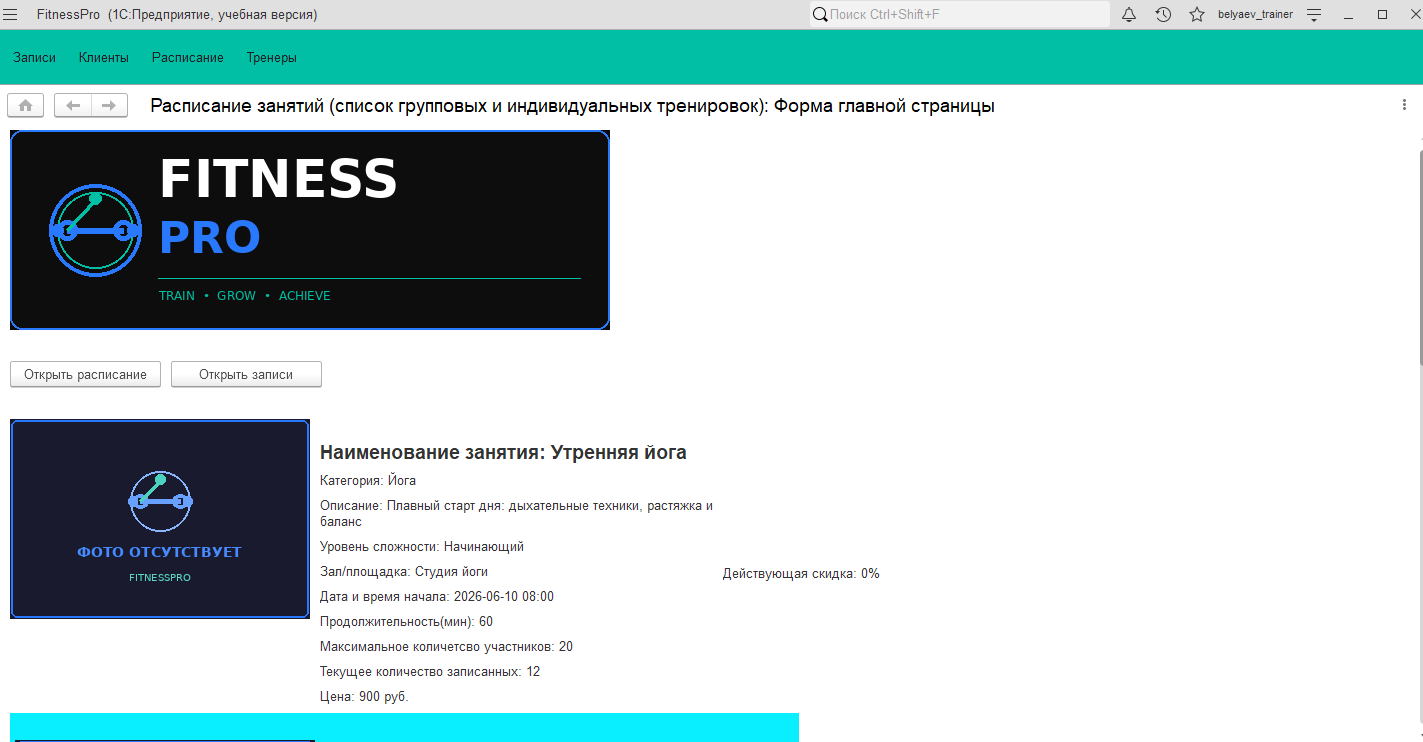 FitnessPro (1С:Предприятие, учебная версия)
Поиск Ctrl+Shift+F
belyaev_trainer
Записи Клиенты Расписание Тренеры
Расписание занятий (список групповых и индивидуальных тренировок): Форма главной страницы
FITNESS
PRO
TRAIN • GROW • ACHIEVE
Открыть расписание Открыть записи
ФОТО ОТСУТСТВУЕТ
FITNESSPRO
Наименование занятия: Утренняя йога
Категория: Йога
Описание: Плавный старт дня: дыхательные техники, растяжка и
баланс
Уровень сложности: Начинающий
Зал/площадка: Студия йоги
Дата и время начала: 2026-06-10 08:00
Продолжительность(мин): 60
Максимальное количетсво участников: 20
Текущее количество записанных: 12
Цена: 900 руб.
Действующая скидка: 0%